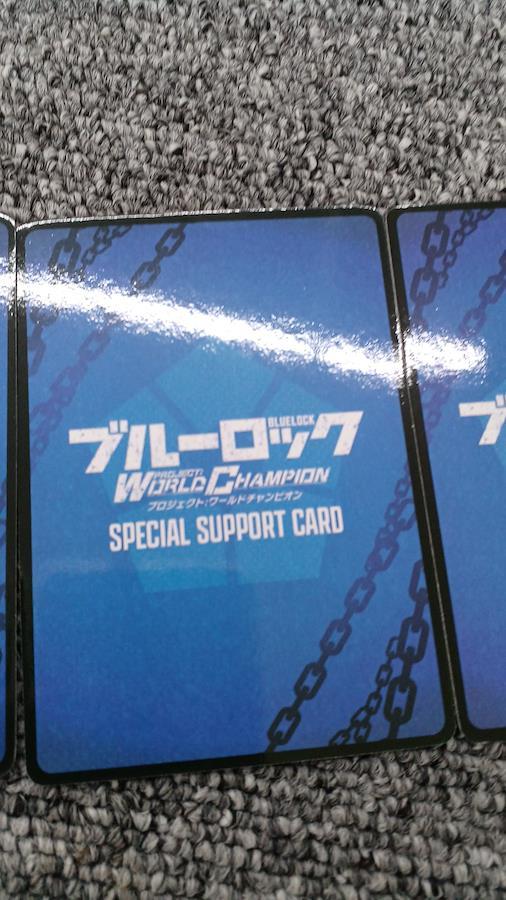 ブルーロック
BLUELOCK
PROJECT:
WORLD CHAMPION
プロジェクト:ワールドチャンピオン
SPECIAL SUPPORT CARD
ブ